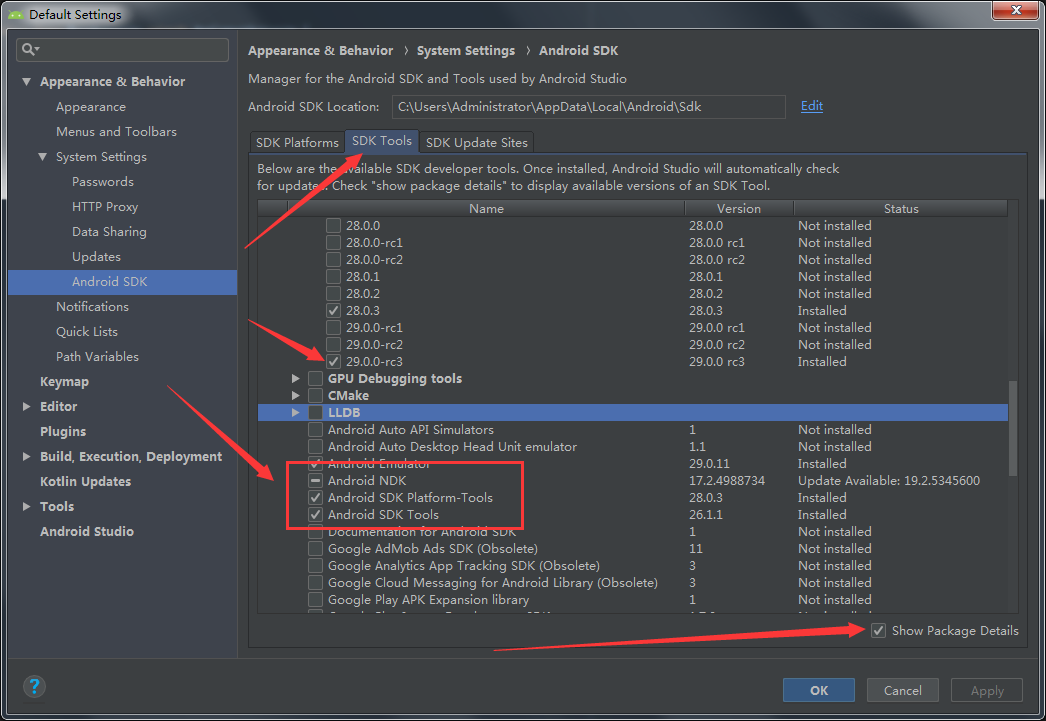 Default Settings
Appearance & Behavior
Appearance
Menus and Toolbars
System Settings
Passwords
HTTP Proxy
Data Sharing
Updates
Android SDK
Notifications
Quick Lists
Path Variables
Keymap
Editor
Plugins
Build, Execution, Deployment
Kotlin Updates
Tools
Android Studio
Appearance & Behavior › System Settings › Android SDK
Manager for the Android SDK and Tools used by Android Studio
Android SDK Location: C:\Users\Administrator\AppData\Local\Android\Sdk Edit
SDK Platforms SDK Tools SDK Update Sites
Below are the available SDK developer tools. Once installed, Android Studio will automatically check
for updates. Check "show package details" to display available versions of an SDK Tool.
Name Version Status
28.0.0 28.0.0 Not installed
28.0.0-rc1 28.0.0 rc1 Not installed
28.0.0-rc2 28.0.0 rc2 Not installed
28.0.1 28.0.1 Not installed
28.0.2 28.0.2 Not installed
28.0.3 28.0.3 Installed
29.0.0-rc1 29.0.0 rc1 Not installed
29.0.0-rc2 29.0.0 rc2 Not installed
29.0.0-rc3 29.0.0 rc3 Installed
GPU Debugging tools
CMake
LLDB
Android Auto API Simulators 1 Not installed
Android Auto Desktop Head Unit emulator 1.1 Not installed
Android Emulator 29.0.11 Installed
Android NDK 17.2.4988734 Update Available: 19.2.5345600
Android SDK Platform-Tools 28.0.3 Installed
Android SDK Tools 26.1.1 Installed
Documentation for Android SDK 1 Not installed
Google AdMob Ads SDK (Obsolete) 11 Not installed
Google Analytics App Tracking SDK (Obsolete) 3 Not installed
Google Cloud Messaging for Android Library (Obsolete) 3 Not installed
Google Play APK Expansion library 1 Not installed
Show Package Details
? OK Cancel Apply